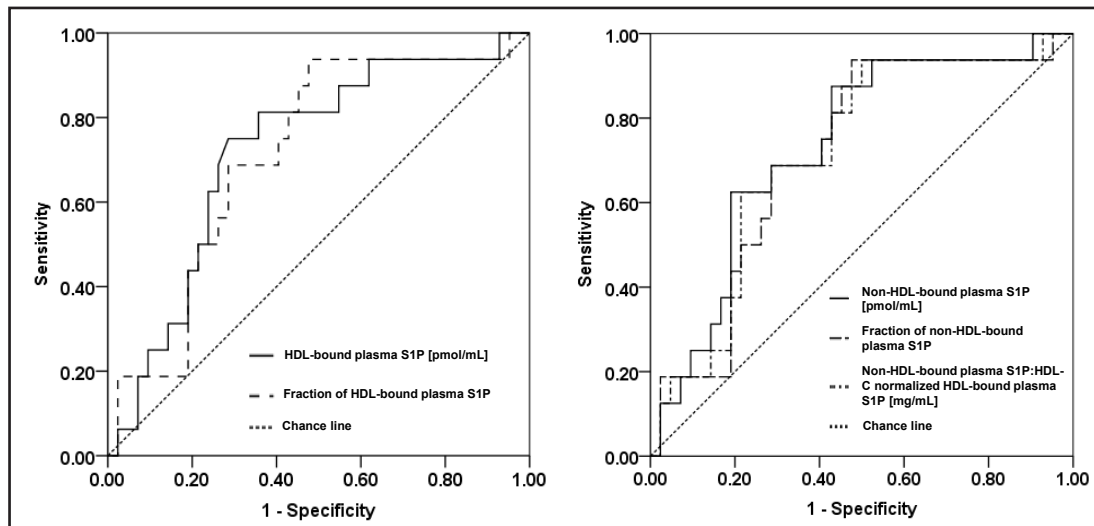 1.00
0.80
0.60
0.40
0.20
0.00
Sensitivity
0.00 0.20 0.40 0.60 0.80 1.00
1 - Specificity
HDL-bound plasma S1P [pmol/mL]
Fraction of HDL-bound plasma S1P
Chance line
1.00
0.80
0.60
0.40
0.20
0.00
Sensitivity
0.00 0.20 0.40 0.60 0.80 1.00
1 - Specificity
Non-HDL-bound plasma S1P
[pmol/mL]
Fraction of non-HDL-bound
plasma S1P
Non-HDL-bound plasma S1P:HDL-
C normalized HDL-bound plasma
S1P [mg/mL]
Chance line